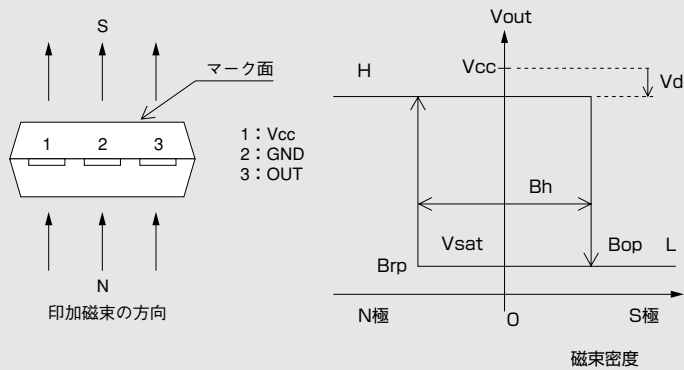 S
マーク面
1 2 3
1：Vcc
2：GND
3：OUT
N
印加磁束の方向
Vout
H
Vcc
Vd
Bh
Vsat
Bop
L
Brp
N極
O
S極
磁束密度